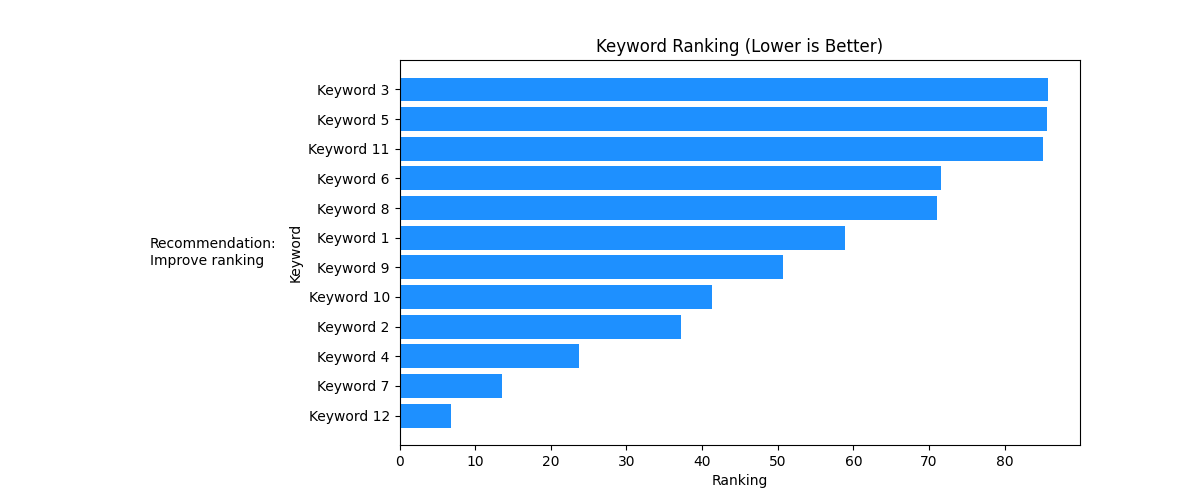 Keyword Ranking (Lower is Better)
Keyword 3
Keyword 5
Keyword 11
Keyword 6
Keyword 8
Keyword 1
Keyword 9
Keyword 10
Keyword 2
Keyword 4
Keyword 7
Keyword 12
Keyword
Recommendation:
Improve ranking
0 10 20 30 40 50 60 70 80
Ranking